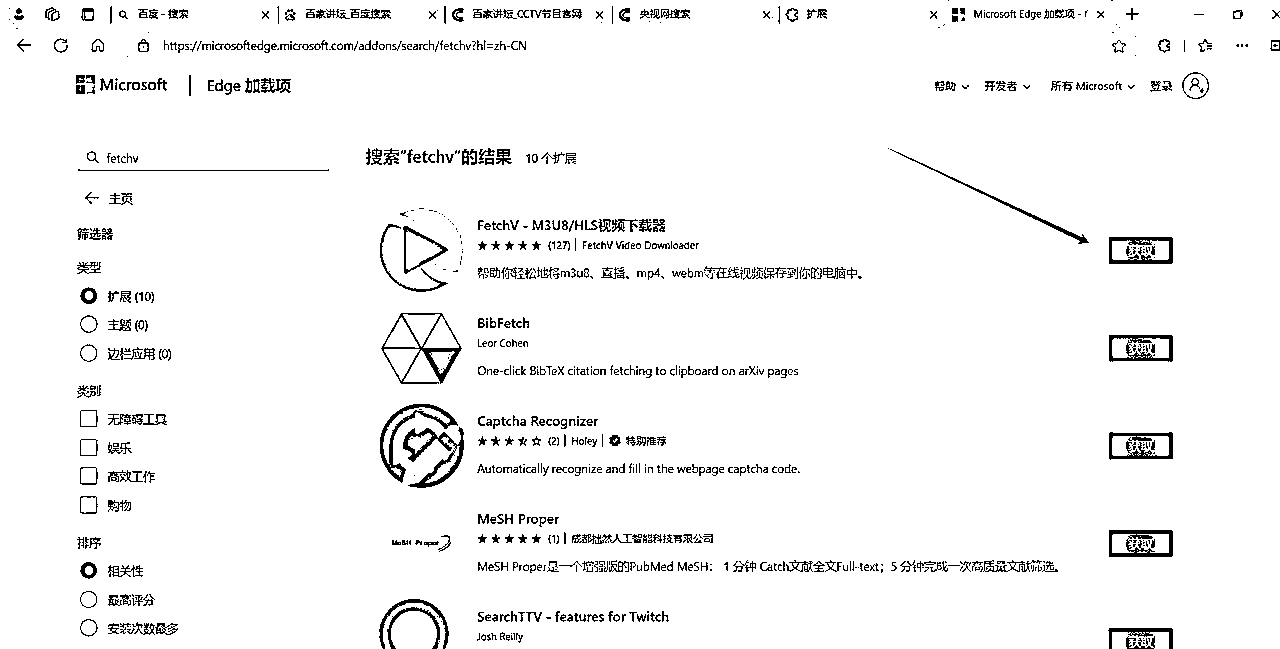 百度 - 搜索
百家讲坛_百度搜索
百家讲坛_CCTV节目官网
央视网搜索
扩展
Microsoft Edge 加载项 - f
https://microsoftedge.microsoft.com/addons/search/fetchv?hl=zh-CN
Microsoft | Edge 加载项
帮助
开发者
所有 Microsoft
登录
fetchv
搜索"fetchv"的结果 10 个扩展
主页
筛选器
类型
扩展 (10)
主题 (0)
边栏应用 (0)
类别
无障碍工具
娱乐
高效工作
购物
排序
相关性
最高评分
安装次数最多
FetchV - M3U8/HLS视频下载器
(127) | FetchV Video Downloader
帮助你轻松地将m3u8、直播、mp4、webm等在线视频保存到你的电脑中。
获取
BibFetch
Leor Cohen
One-click BibTeX citation fetching to clipboard on arXiv pages
获取
Captcha Recognizer
(2) | Holey | 特别推荐
Automatically recognize and fill in the webpage captcha code.
获取
MeSH Proper
MeSH Proper
(1) | 成都拙然人工智能科技有限公司
MeSH Proper是一个增强版的PubMed MeSH： 1 分钟 Catch文献全文Full-text；5 分钟完成一次高质量文献筛选。
获取
SearchTTV - features for Twitch
Josh Reilly
获取